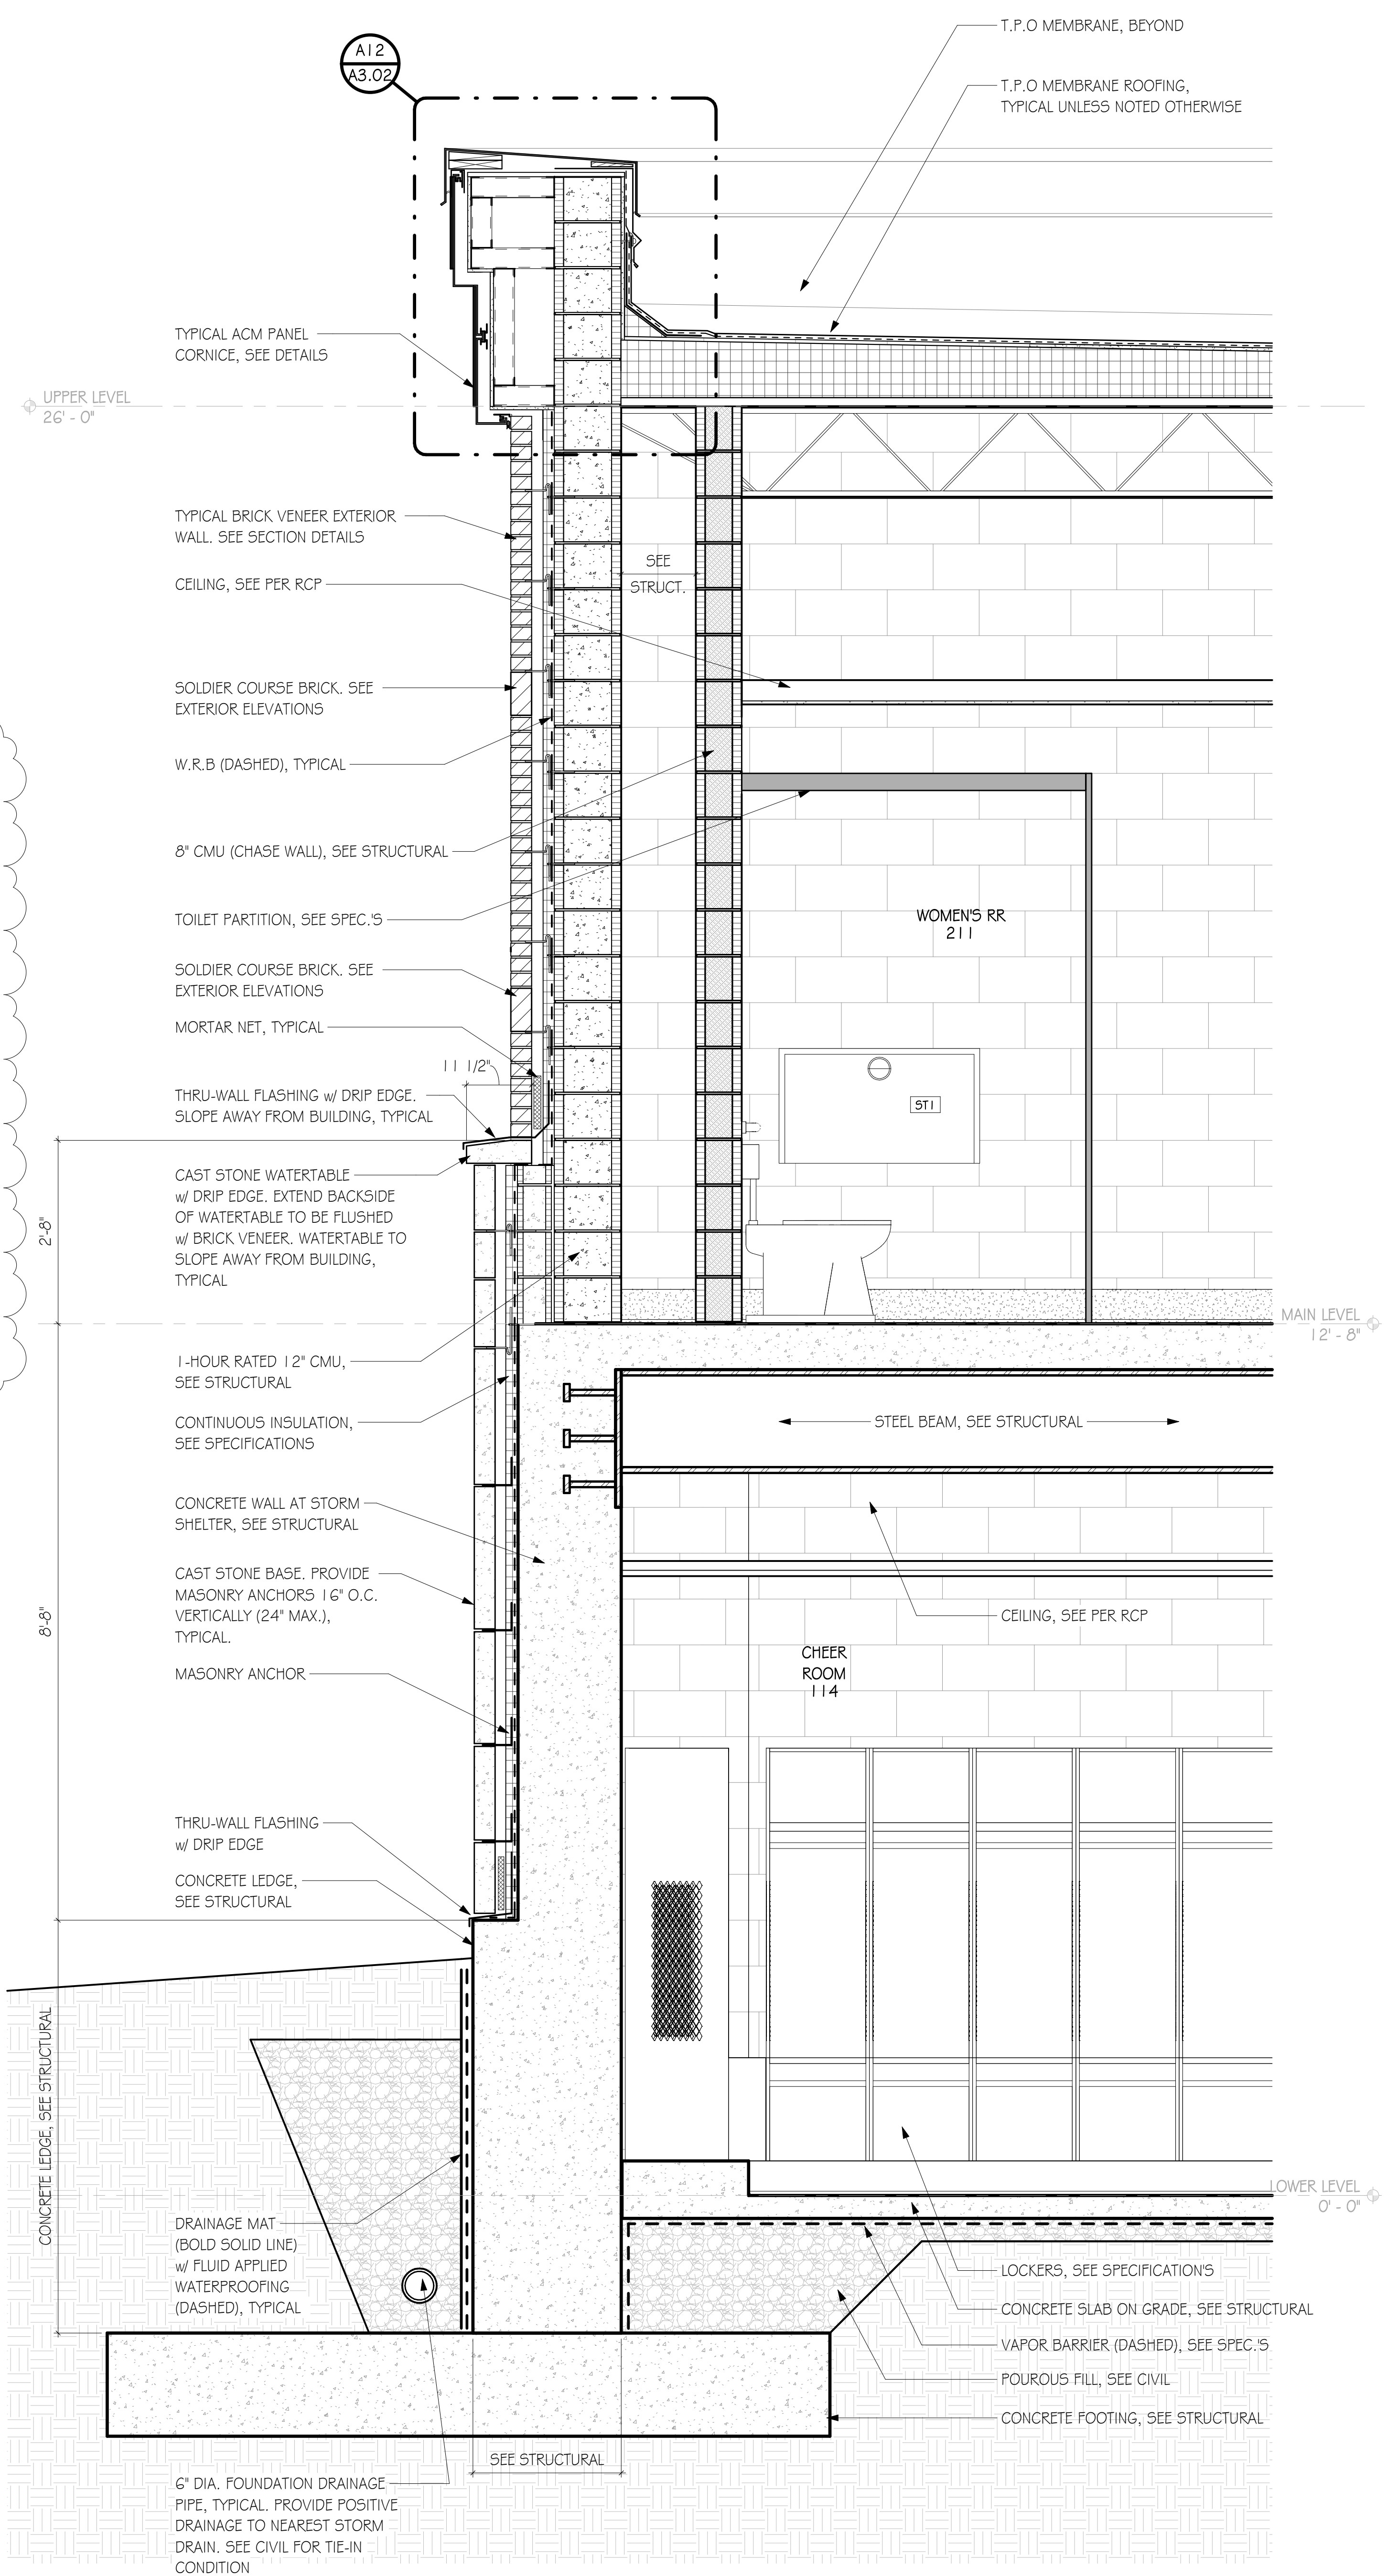 A12
A3.02
T.P.O MEMBRANE, BEYOND
T.P.O MEMBRANE ROOFING,
TYPICAL UNLESS NOTED OTHERWISE
TYPICAL ACM PANEL
CORNICE, SEE DETAILS
UPPER LEVEL
26' - 0"
TYPICAL BRICK VENEER EXTERIOR
WALL. SEE SECTION DETAILS
SEE
STRUCT.
CEILING, SEE PER RCP
SOLDIER COURSE BRICK. SEE
EXTERIOR ELEVATIONS
W.R.B (DASHED), TYPICAL
8" CMU (CHASE WALL), SEE STRUCTURAL
TOILET PARTITION, SEE SPEC.'S
WOMEN'S RR
211
SOLDIER COURSE BRICK. SEE
EXTERIOR ELEVATIONS
MORTAR NET, TYPICAL
11 1/2"
THRU-WALL FLASHING w/ DRIP EDGE.
SLOPE AWAY FROM BUILDING, TYPICAL
ST1
CAST STONE WATERTABLE
w/ DRIP EDGE. EXTEND BACKSIDE
OF WATERTABLE TO BE FLUSHED
w/ BRICK VENEER. WATERTABLE TO
SLOPE AWAY FROM BUILDING,
TYPICAL
2'-8"
MAIN LEVEL
12' - 8"
1-HOUR RATED 12" CMU,
SEE STRUCTURAL
CONTINUOUS INSULATION,
SEE SPECIFICATIONS
STEEL BEAM, SEE STRUCTURAL
CONCRETE WALL AT STORM
SHELTER, SEE STRUCTURAL
CAST STONE BASE. PROVIDE
MASONRY ANCHORS 16" O.C.
VERTICALLY (24" MAX.),
TYPICAL.
CEILING, SEE PER RCP
8'-8"
MASONRY ANCHOR
CHEER
ROOM
114
THRU-WALL FLASHING
w/ DRIP EDGE
CONCRETE LEDGE,
SEE STRUCTURAL
CONCRETE LEDGE, SEE STRUCTURAL
LOWER LEVEL
0' - 0"
DRAINAGE MAT
(BOLD SOLID LINE)
w/ FLUID APPLIED
WATERPROOFING
(DASHED), TYPICAL
LOCKERS, SEE SPECIFICATION'S
CONCRETE SLAB ON GRADE, SEE STRUCTURAL
VAPOR BARRIER (DASHED), SEE SPEC.'S
POUROUS FILL, SEE CIVIL
CONCRETE FOOTING, SEE STRUCTURAL
SEE STRUCTURAL
6" DIA. FOUNDATION DRAINAGE
PIPE, TYPICAL. PROVIDE POSITIVE
DRAINAGE TO NEAREST STORM
DRAIN. SEE CIVIL FOR TIE-IN
CONDITION